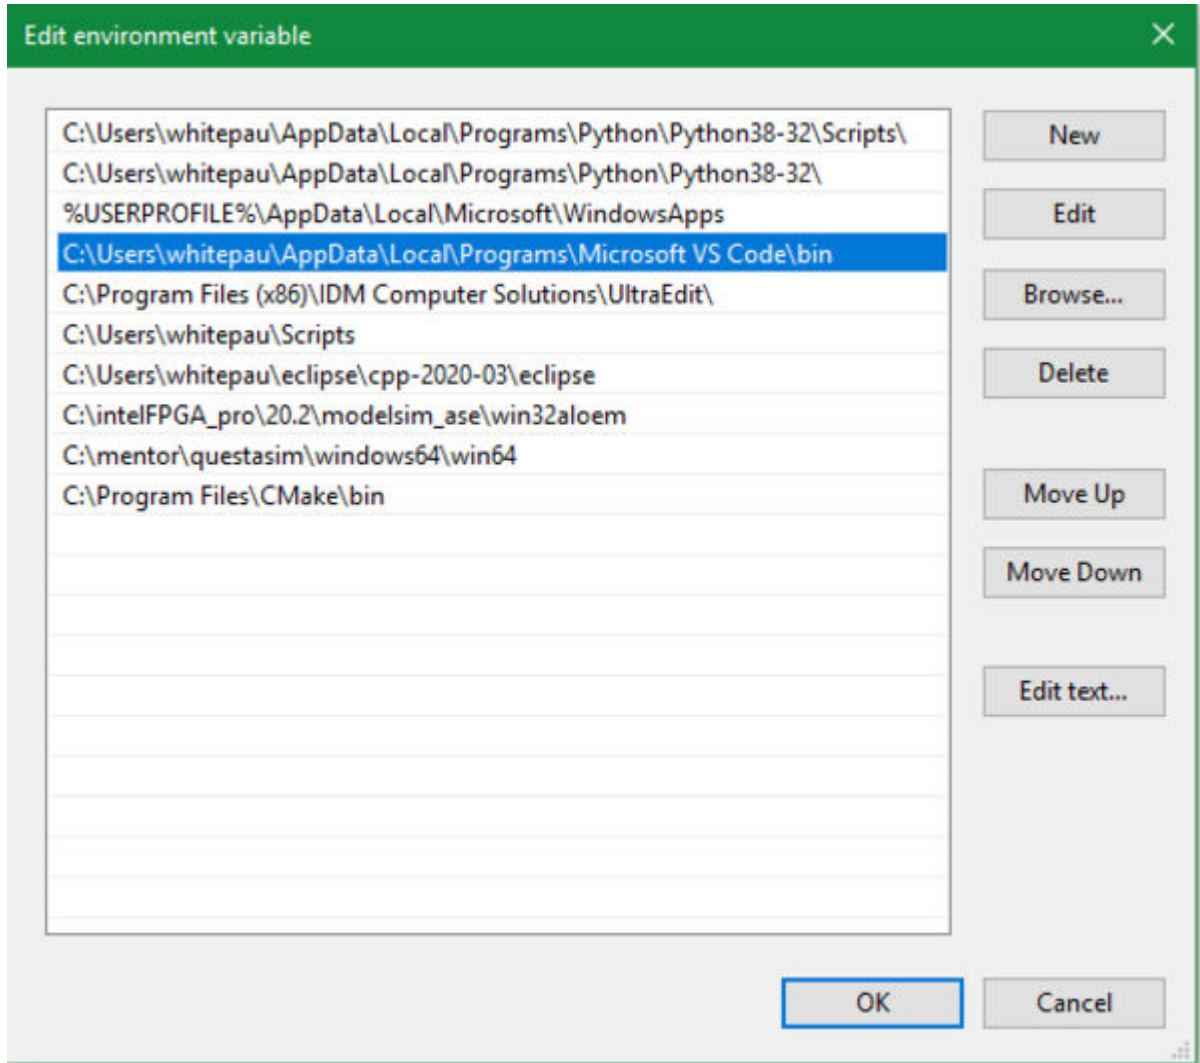 Edit environment variable
C:\Users\whitepau\AppData\Local\Programs\Python\Python38-32\Scripts\
C:\Users\whitepau\AppData\Local\Programs\Python\Python38-32\
%USERPROFILE%\AppData\Local\Microsoft\WindowsApps
C:\Users\whitepau\AppData\Local\Programs\Microsoft VS Code\bin
C:\Program Files (x86)\IDM Computer Solutions\UltraEdit\
C:\Users\whitepau\Scripts
C:\Users\whitepau\eclipse\cpp-2020-03\eclipse
C:\intelFPGA_pro\20.2\modelsim_ase\win32aloem
C:\mentor\questasim\windows64\win64
C:\Program Files\CMake\bin
New
Edit
Browse...
Delete
Move Up
Move Down
Edit text...
OK
Cancel